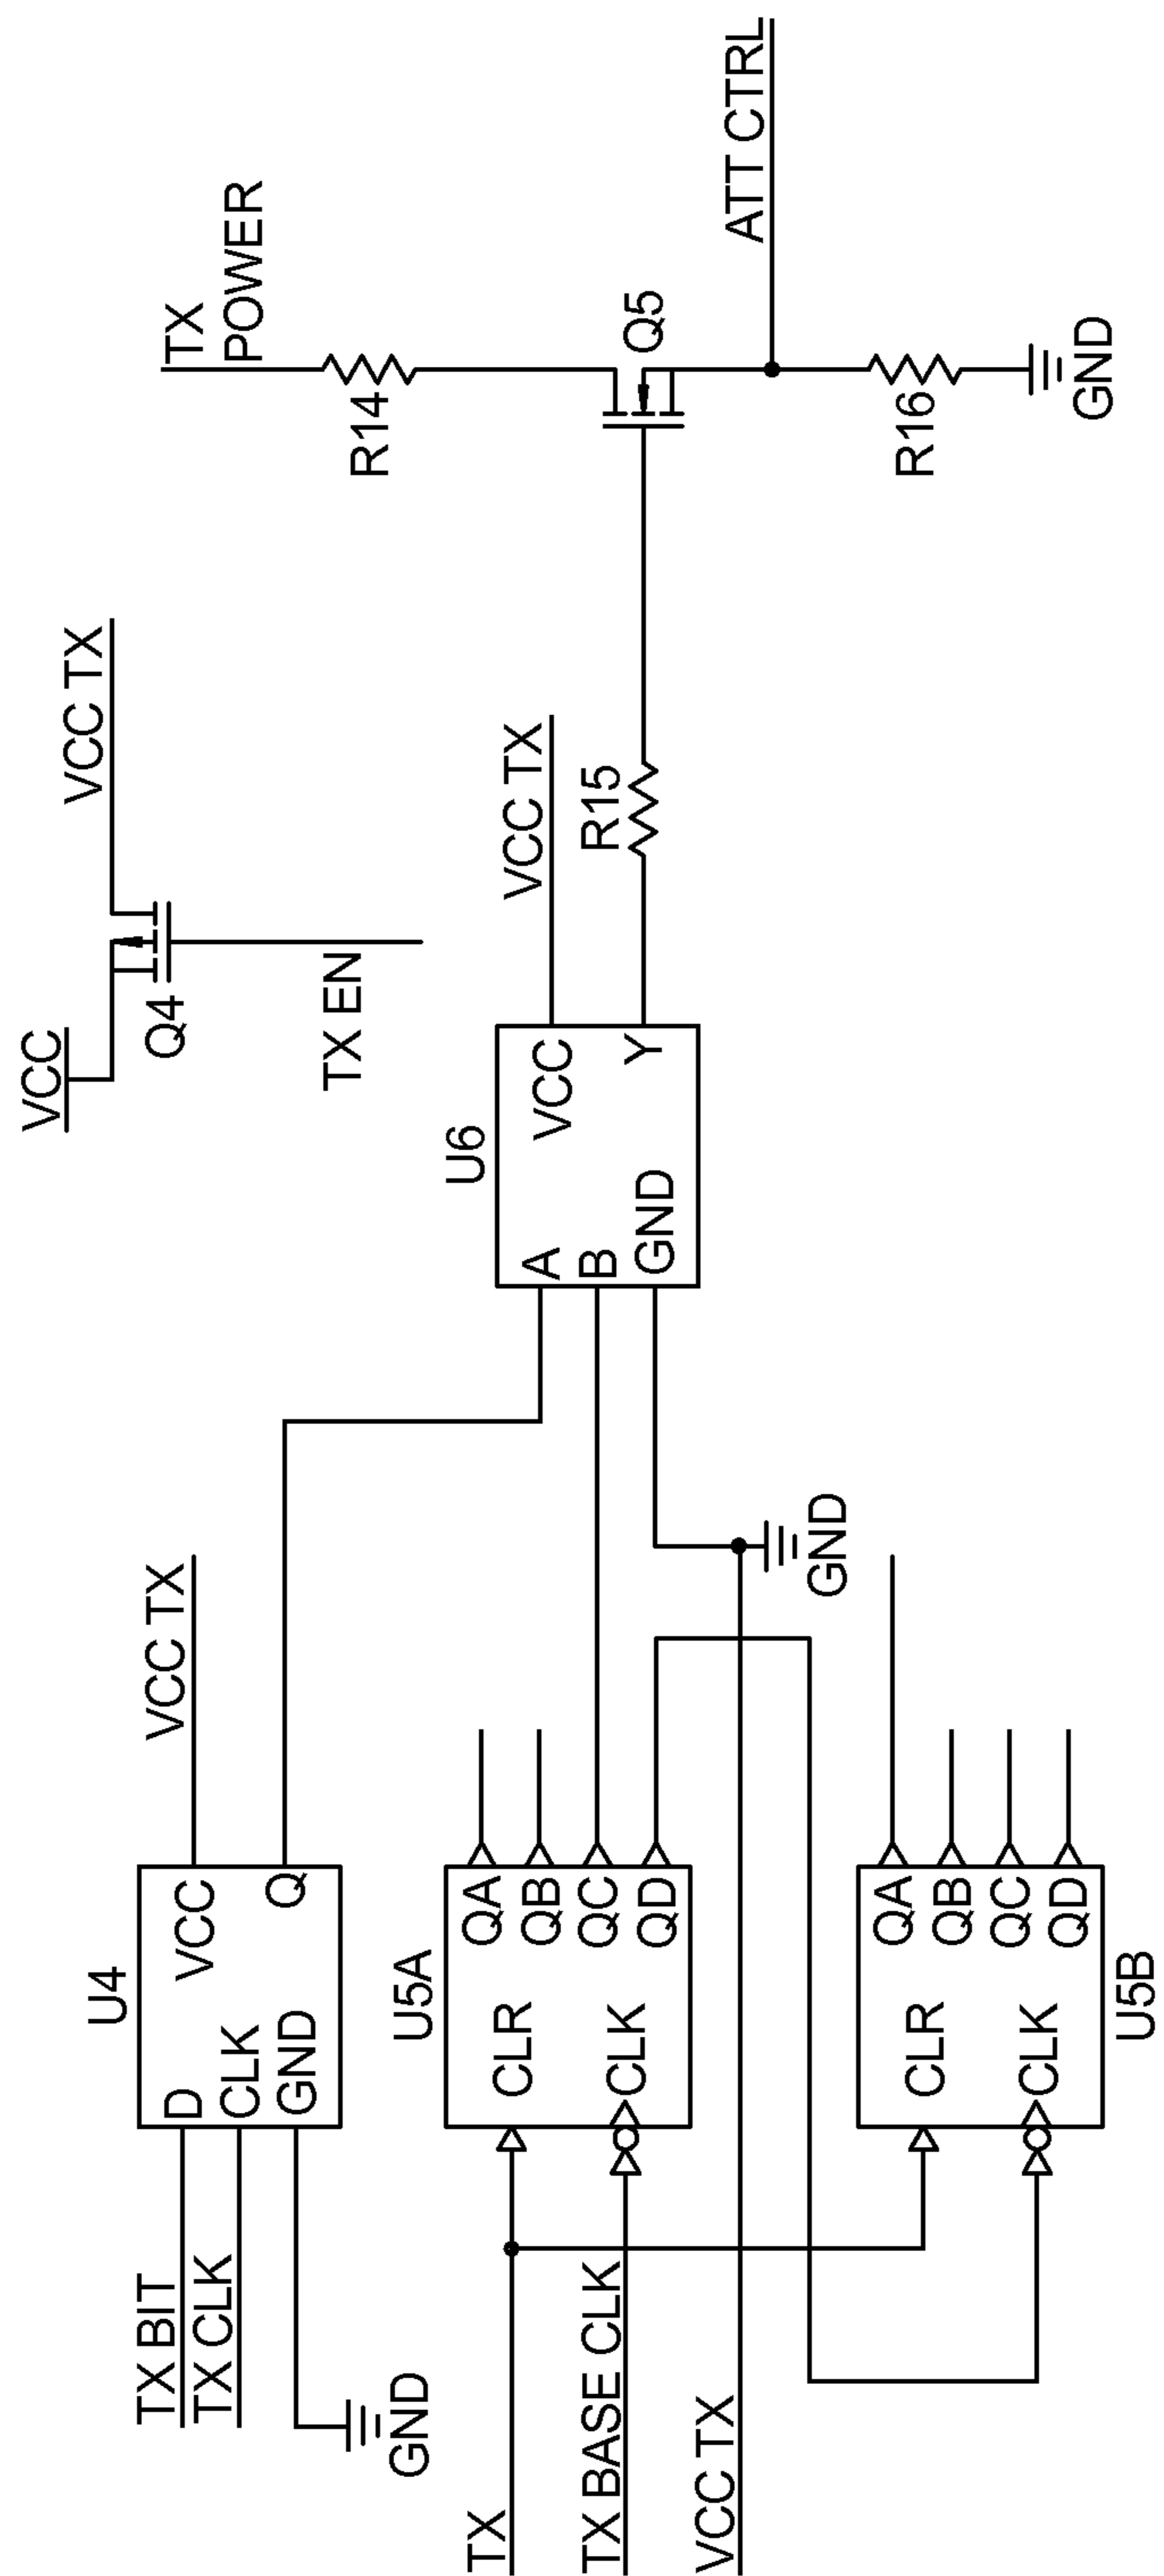 VCC
VCC TX
Q4
TX EN
TX
POWER
R14
Q5
ATT CTRL
R16
GND
U4
D
VCC
CLK
Q
GND
TX BIT
TX CLK
GND
VCC TX
U6
A
VCC
B
GND
Y
VCC TX
R15
GND
U5A
QA
QB
CLR
QC
QD
CLK
TX
TX BASE CLK
VCC TX
QA
QB
CLR
QC
QD
CLK
U5B